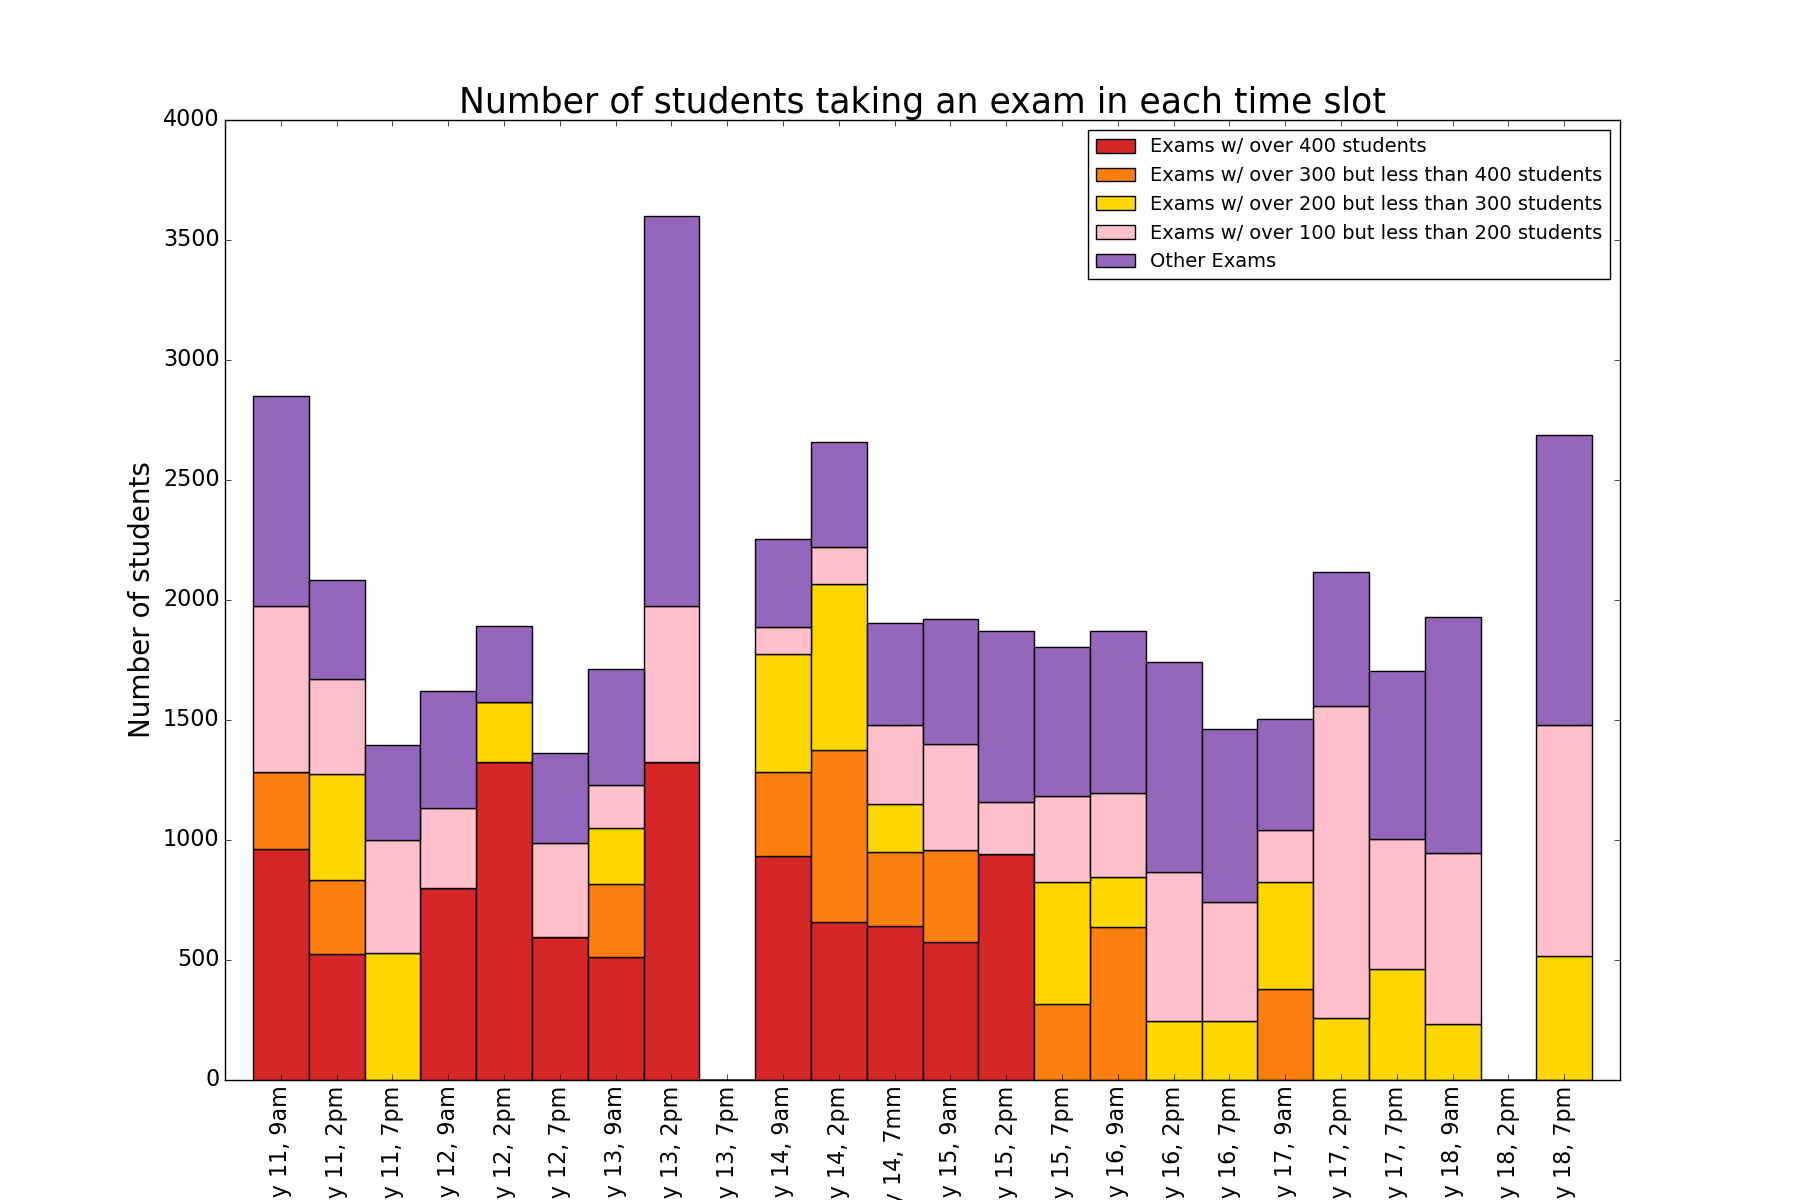 Number of students taking an exam in each time slot
4000
3500
3000
2500
2000
1500
1000
500
0
Number of students
Exams w/ over 400 students
Exams w/ over 300 but less than 400 students
Exams w/ over 200 but less than 300 students
Exams w/ over 100 but less than 200 students
Other Exams
y 11, 9am
y 11, 2pm
y 11, 7pm
y 12, 9am
y 12, 2pm
y 12, 7pm
y 13, 9am
y 13, 2pm
y 13, 7pm
y 14, 9am
y 14, 2pm
y 14, 7mm
y 15, 9am
y 15, 2pm
y 15, 7pm
y 16, 9am
y 16, 2pm
y 16, 7pm
y 17, 9am
y 17, 2pm
y 17, 7pm
y 18, 9am
y 18, 2pm
y 18, 7pm